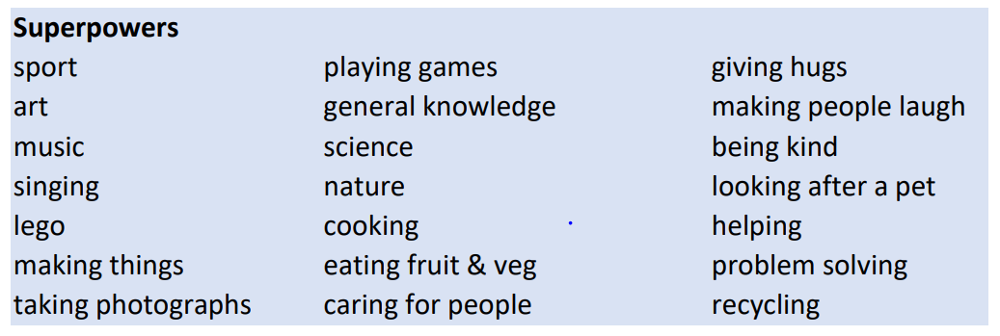 Superpowers
sport playing games giving hugs
art general knowledge making people laugh
music science being kind
singing nature looking after a pet
lego cooking helping
making things eating fruit & veg problem solving
taking photographs caring for people recycling